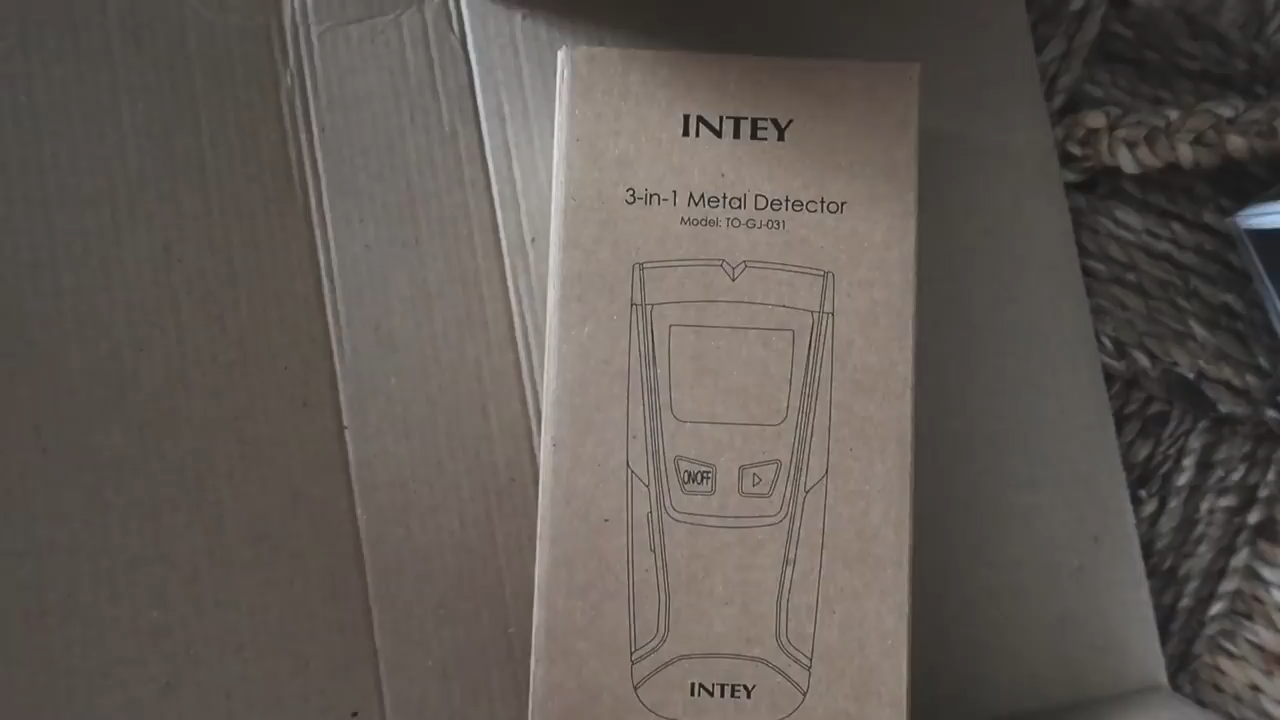 INTEY
3-in-1 Metal Detector
Model: TO-GJ-031
ON/OFF
INTEY